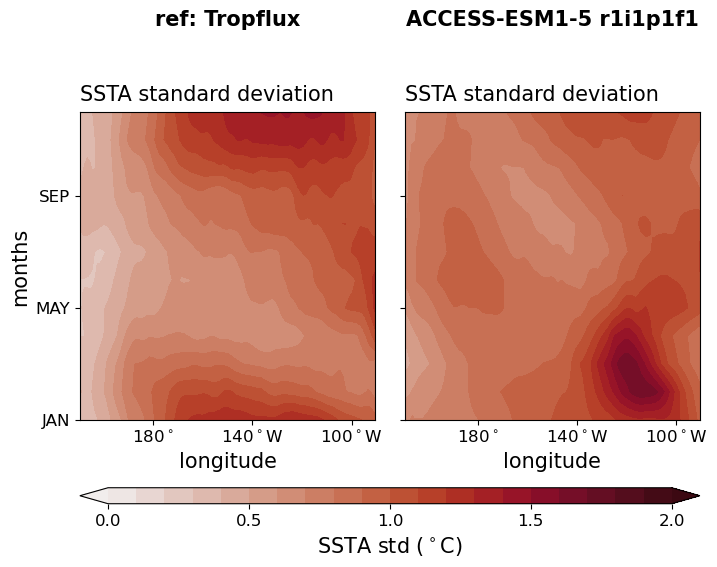 ref: Tropflux
ACCESS-ESM1-5 r1i1p1f1
SSTA standard deviation
SSTA standard deviation
months
SEP
MAY
JAN
180° 140°W 100°W
180° 140°W 100°W
longitude
longitude
0.0 0.5 1.0 1.5 2.0
SSTA std (°C)